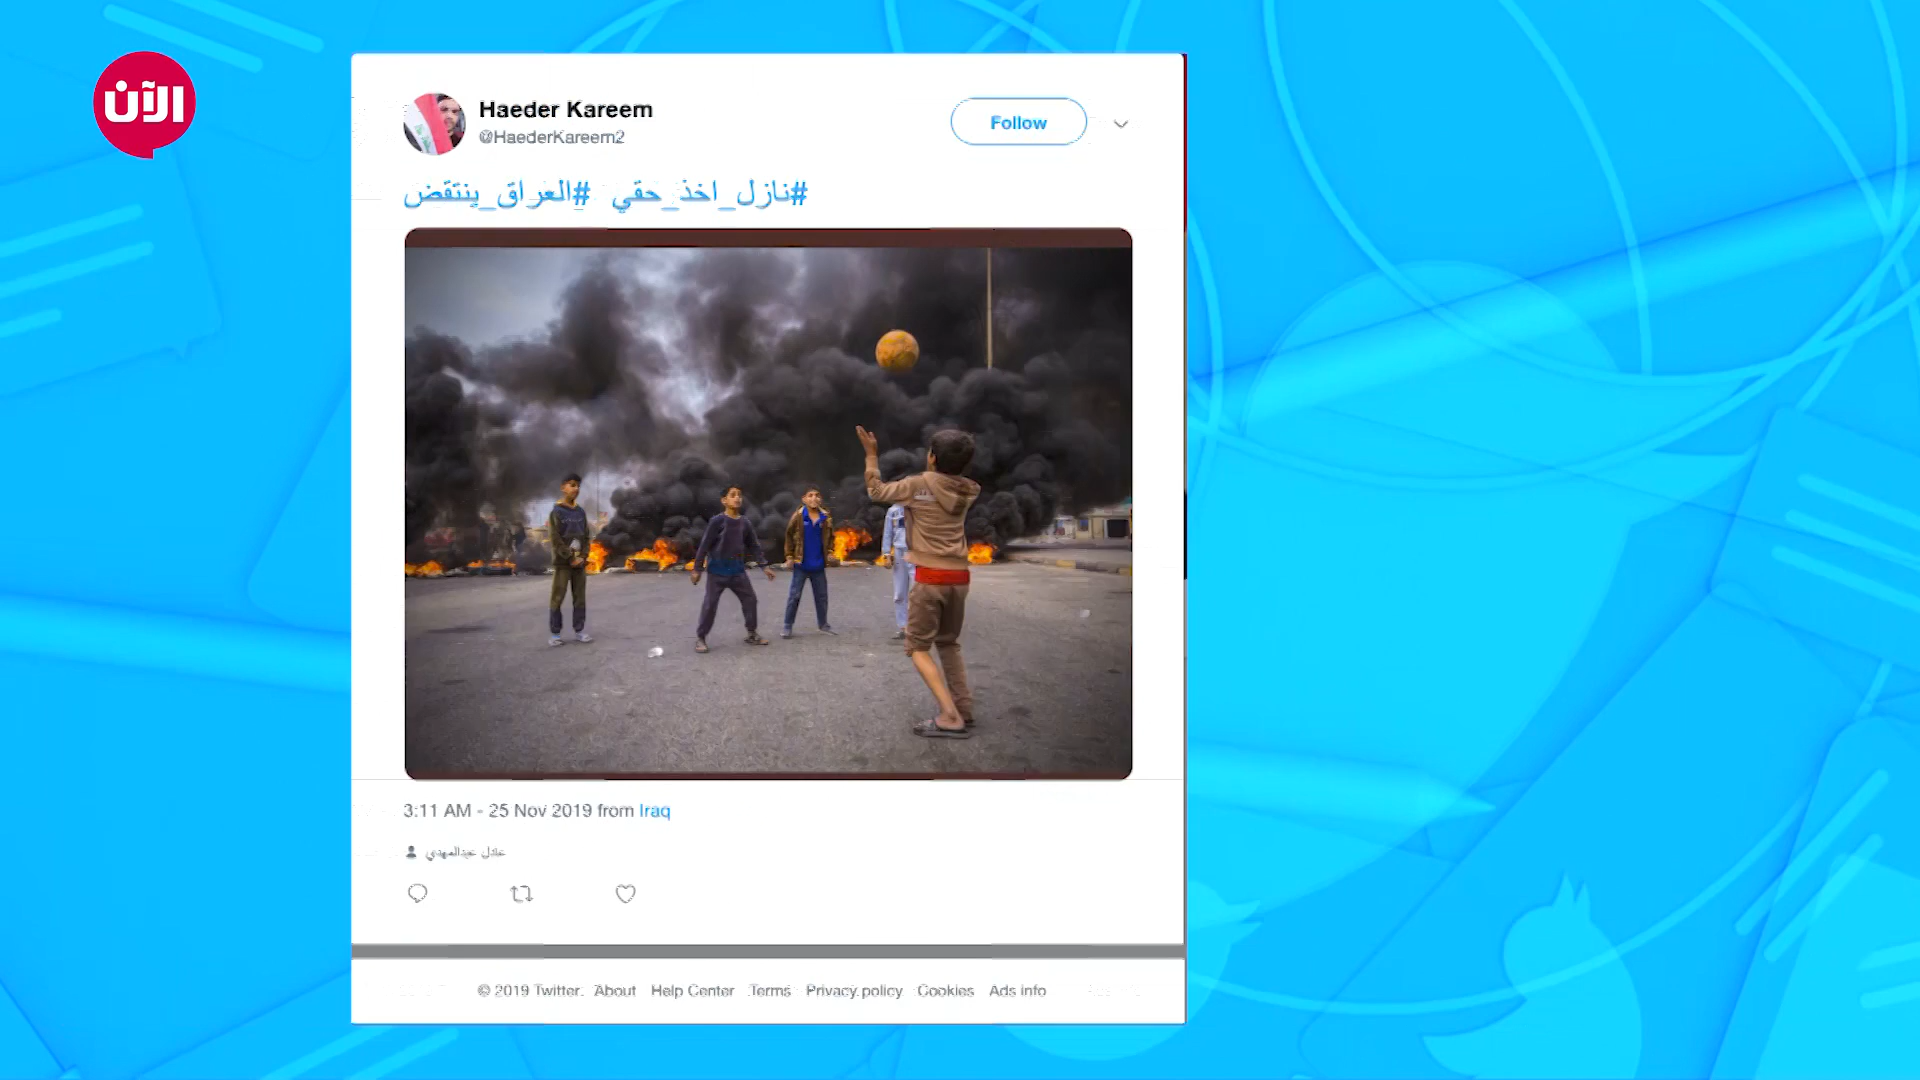 الآن
Haeder Kareem
@HaederKareem2
Follow
#نازل_اخذ_حقي #العراق_ينتفض
3:11 AM - 25 Nov 2019 from Iraq
عادل عبدالمهدي
© 2019 Twitter. About Help Center Terms Privacy policy Cookies Ads info